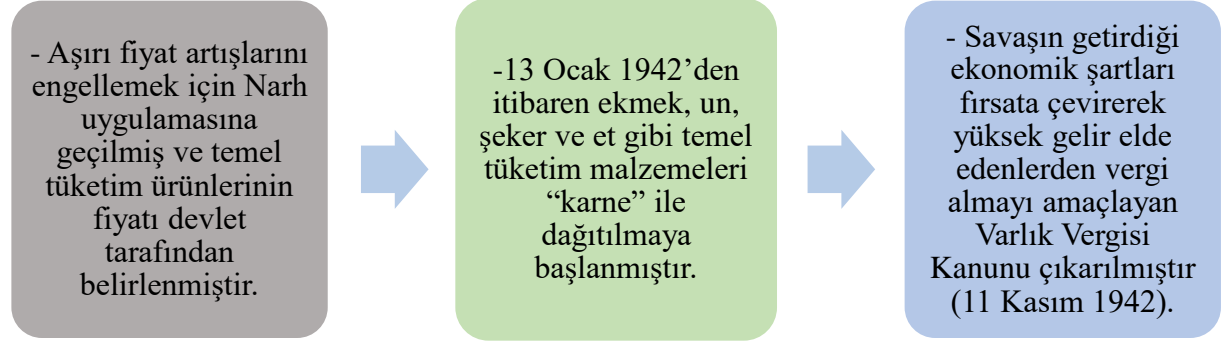 - Aşırı fiyat artışlarını
engellemek için Narh
uygulamasına
geçilmiş ve temel
tüketim ürünlerinin
fiyatı devlet
tarafından
belirlenmiştir.
-13 Ocak 1942’den
itibaren ekmek, un,
şeker ve et gibi temel
tüketim malzemeleri
“karne” ile
dağıtılmaya
başlanmıştır.
- Savaşın getirdiği
ekonomik şartları
fırsata çevirerek
yüksek gelir elde
edenlerden vergi
almayı amaçlayan
Varlık Vergisi
Kanunu çıkarılmıştır
(11 Kasım 1942).